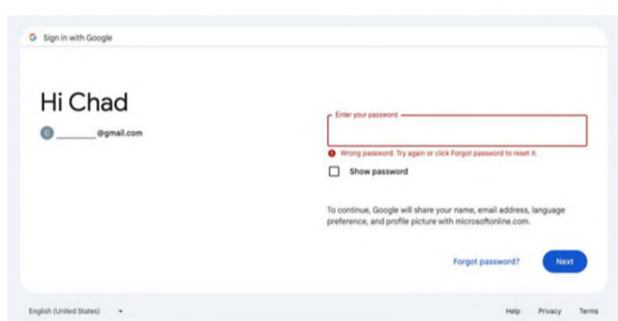 Sign in with Google
Hi Chad
C ________@gmail.com
Enter your password
Wrong password. Try again or click Forgot password to reset it.
Show password
To continue, Google will share your name, email address, language
preference, and profile picture with microsoftonline.com.
Forgot password?
Next
English (United States)
Help Privacy Terms